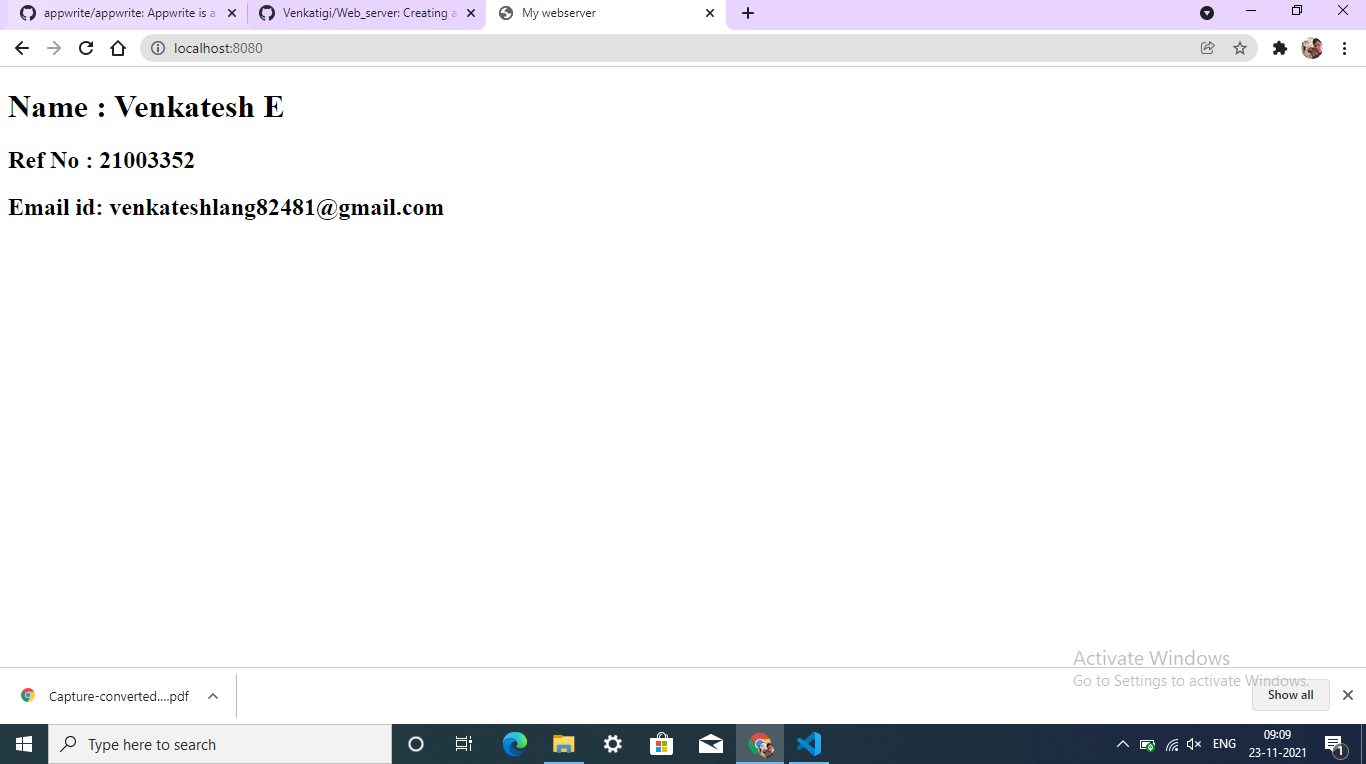 appwrite/appwrite: Appwrite is a
Venkatigi/Web_server: Creating a
My webserver
localhost:8080
Name : Venkatesh E
Ref No : 21003352
Email id: venkateshlang82481@gmail.com
Activate Windows
Go to Settings to activate Windows.
Capture-converted....pdf
Show all
Type here to search
ENG
09:09
23-11-2021
1